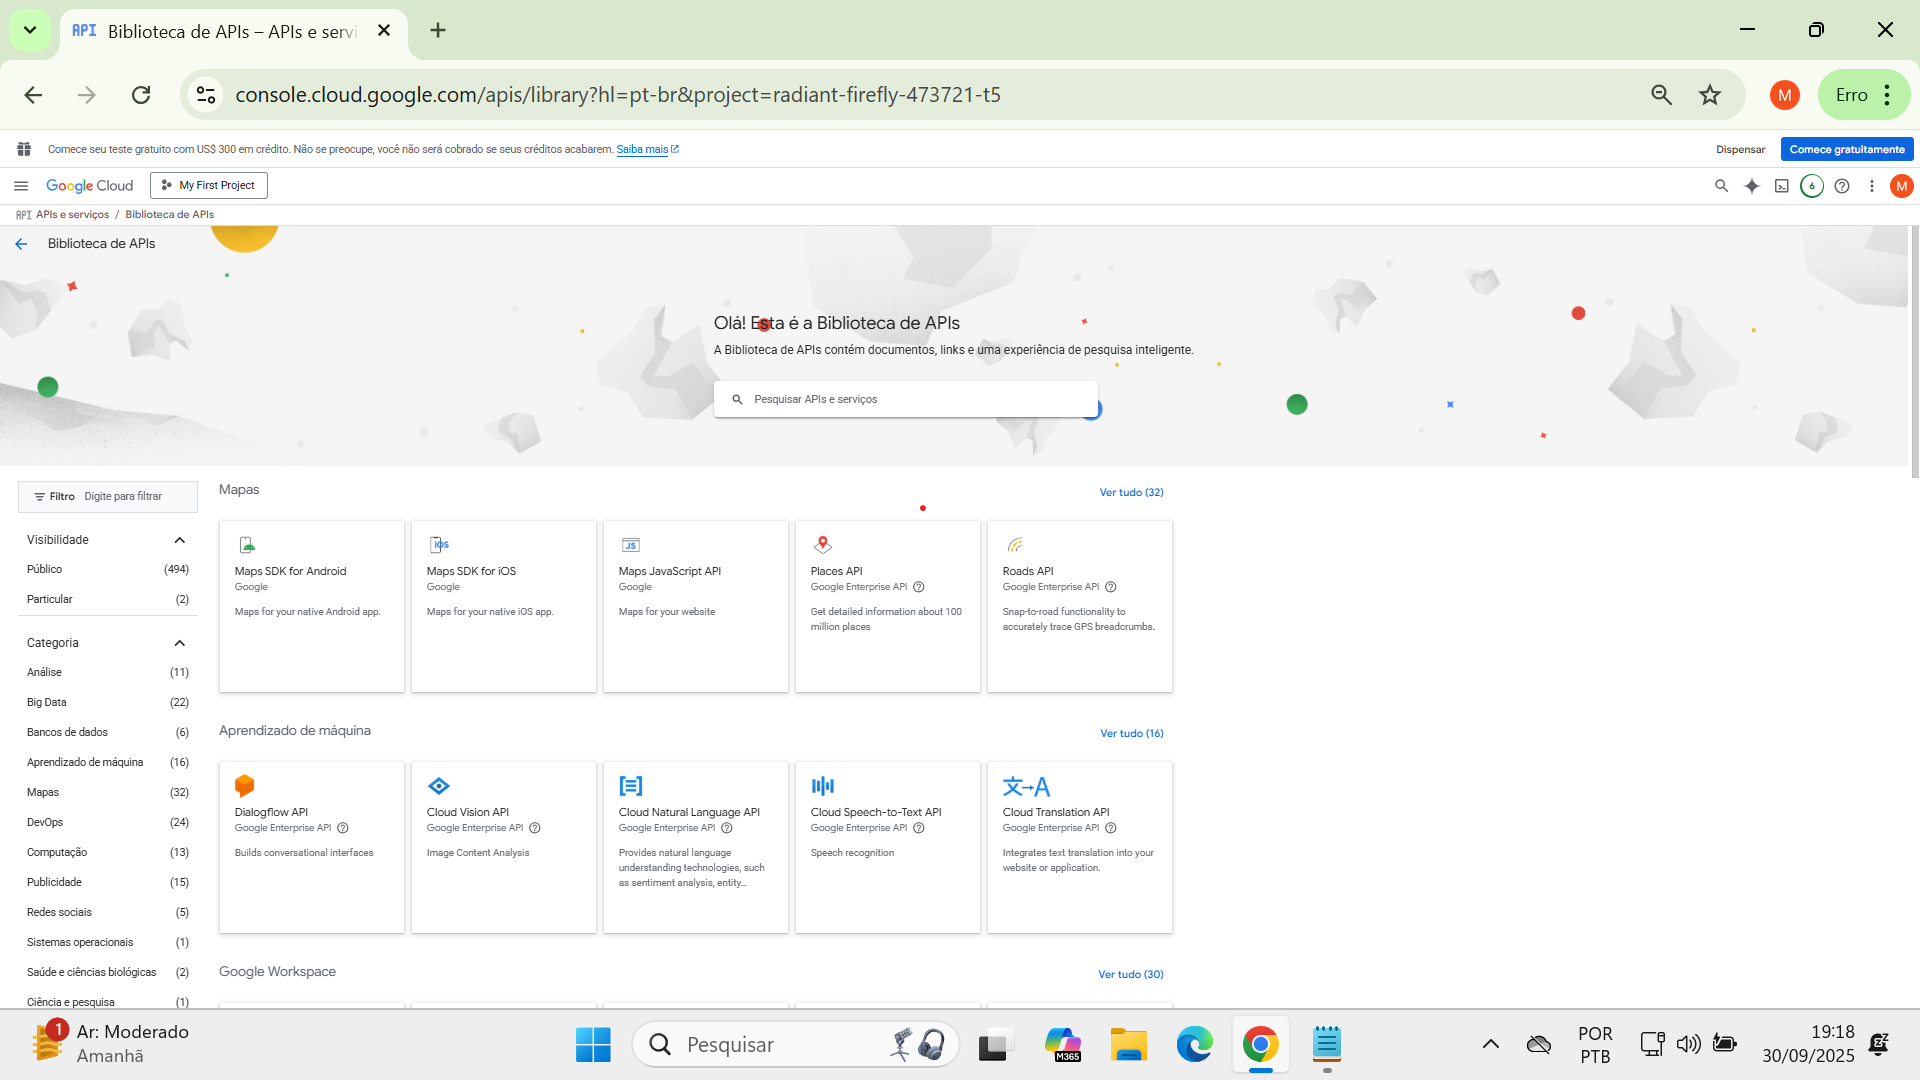 API Biblioteca de APIs – APIs e servi
console.cloud.google.com/apis/library?hl=pt-br&project=radiant-firefly-473721-t5
M
Erro
Comece seu teste gratuito com US$ 300 em crédito. Não se preocupe, você não será cobrado se seus créditos acabarem. Saiba mais
Dispensar
Comece gratuitamente
Google Cloud
My First Project
6
M
API APIs e serviços / Biblioteca de APIs
Biblioteca de APIs
Olá! Esta é a Biblioteca de APIs
A Biblioteca de APIs contém documentos, links e uma experiência de pesquisa inteligente.
Pesquisar APIs e serviços
Filtro Digite para filtrar
Visibilidade
Público (494)
Particular (2)
Categoria
Análise (11)
Big Data (22)
Bancos de dados (6)
Aprendizado de máquina (16)
Mapas (32)
DevOps (24)
Computação (13)
Publicidade (15)
Redes sociais (5)
Sistemas operacionais (1)
Saúde e ciências biológicas (2)
Ciência e pesquisa (1)
Mapas
Ver tudo (32)
Maps SDK for Android
Google
Maps for your native Android app.
iOS
Maps SDK for iOS
Google
Maps for your native iOS app.
JS
Maps JavaScript API
Google
Maps for your website
Places API
Google Enterprise API
Get detailed information about 100
million places
Roads API
Google Enterprise API
Snap-to-road functionality to
accurately trace GPS breadcrumbs.
Aprendizado de máquina
Ver tudo (16)
Dialogflow API
Google Enterprise API
Builds conversational interfaces
Cloud Vision API
Google Enterprise API
Image Content Analysis
Cloud Natural Language API
Google Enterprise API
Provides natural language
understanding technologies, such
as sentiment analysis, entity...
Cloud Speech-to-Text API
Google Enterprise API
Speech recognition
文→A
Cloud Translation API
Google Enterprise API
Integrates text translation into your
website or application.
Google Workspace
Ver tudo (30)
1
Ar: Moderado
Amanhã
Pesquisar
M365
POR
PTB
19:18
30/09/2025